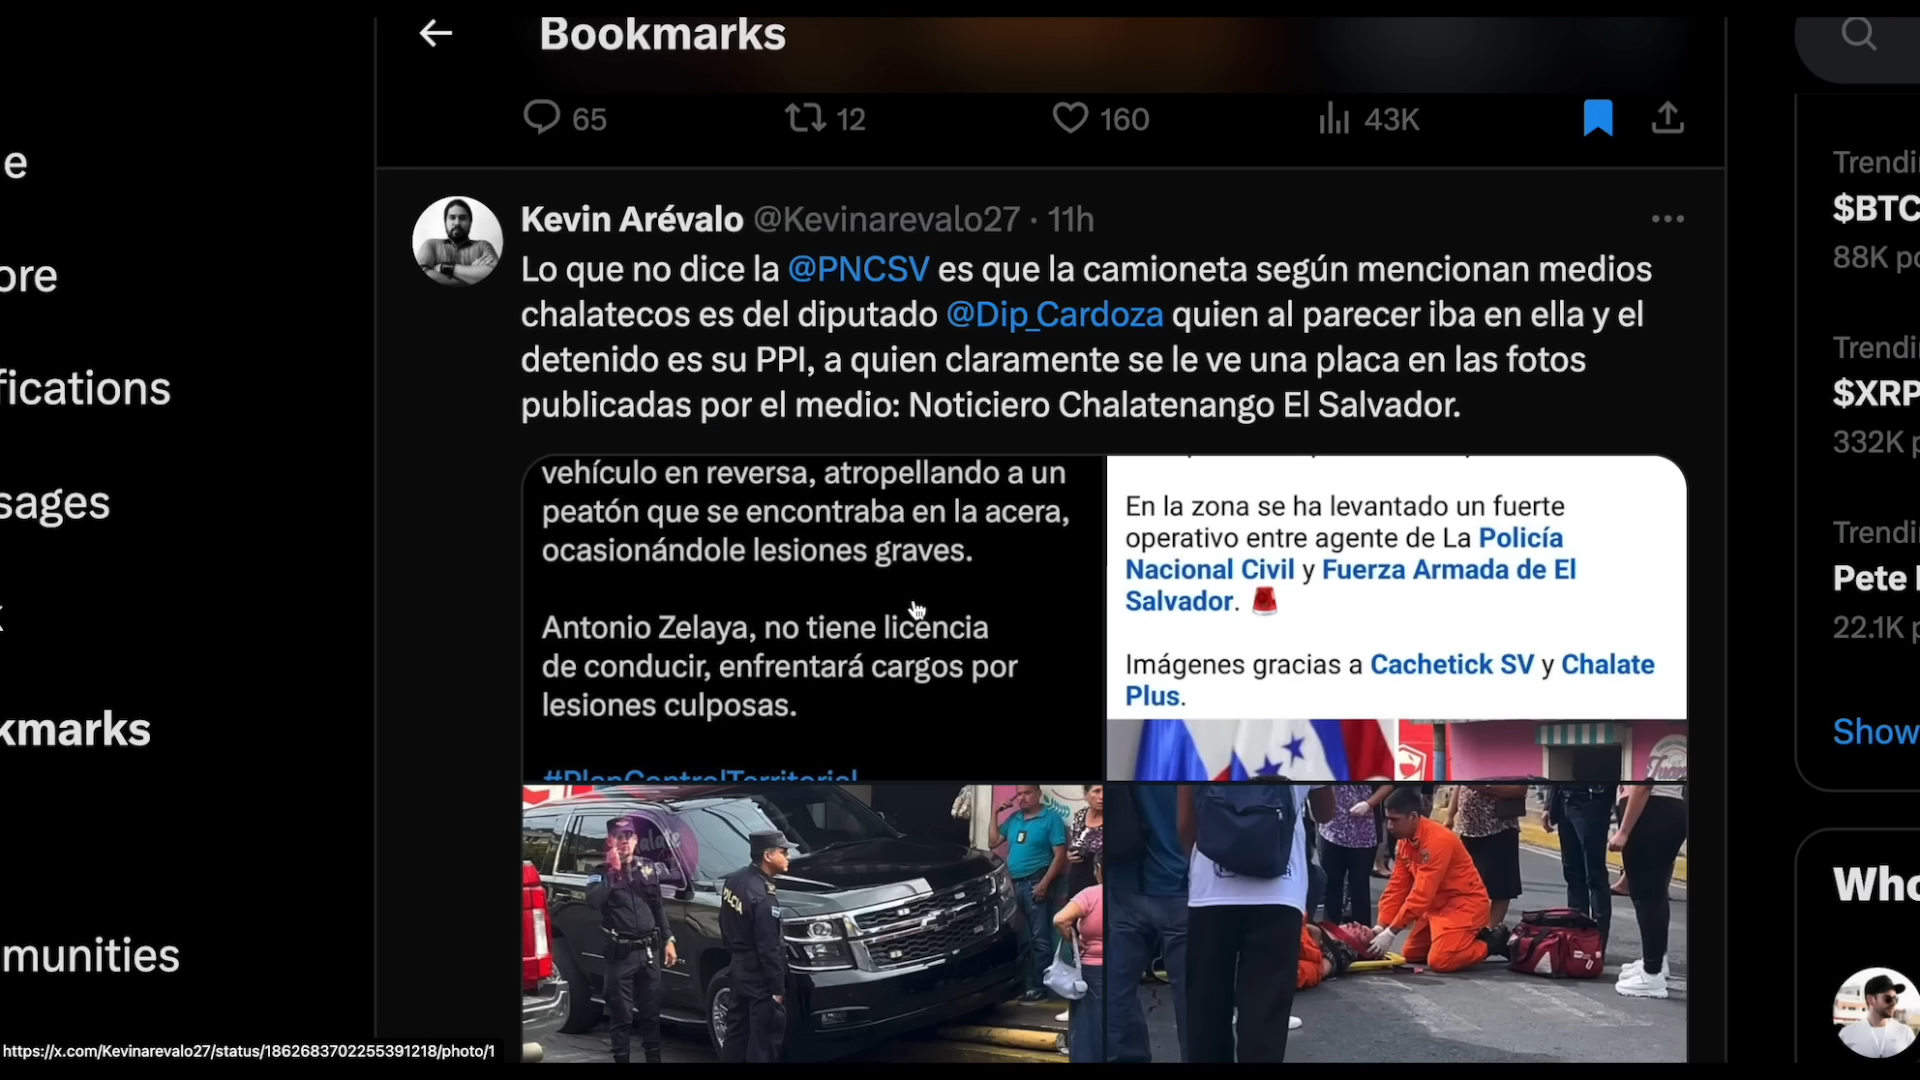 Bookmarks
65
12
160
43K
e
ore
fications
sages
kmarks
munities
Kevin Arévalo @Kevinarevalo27 · 11h
Lo que no dice la @PNCSV es que la camioneta según mencionan medios
chalatecos es del diputado @Dip_Cardoza quien al parecer iba en ella y el
detenido es su PPI, a quien claramente se le ve una placa en las fotos
publicadas por el medio: Noticiero Chalatenango El Salvador.
vehículo en reversa, atropellando a un
peatón que se encontraba en la acera,
ocasionándole lesiones graves.
Antonio Zelaya, no tiene licencia
de conducir, enfrentará cargos por
lesiones culposas.
#PlanControlTerritorial
En la zona se ha levantado un fuerte
operativo entre agente de La Policía
Nacional Civil y Fuerza Armada de El
Salvador.
Imágenes gracias a Cachetick SV y Chalate
Plus.
Trendi
$BTC
88K po
Trendi
$XRP
332K p
Trendi
Pete
22.1K p
Show
Who
https://x.com/Kevinarevalo27/status/1862683702255391218/photo/1